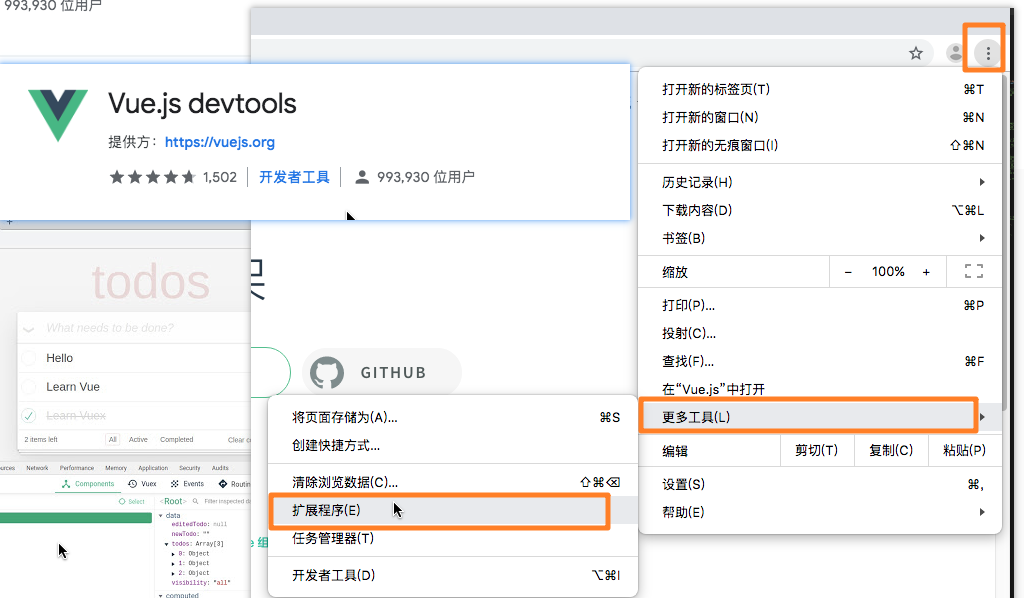 993,930 位用户
Vue.js devtools
提供方： https://vuejs.org
1,502 开发者工具 993,930 位用户
打开新的标签页(T) ⌘T
打开新的窗口(N) ⌘N
打开新的无痕窗口(I) ⇧⌘N
历史记录(H)
下载内容(D) ⌥⌘L
书签(B)
缩放 − 100% +
打印(P)... ⌘P
投射(C)...
查找(F)... ⌘F
在“Vue.js”中打开
更多工具(L)
编辑 剪切(T) 复制(C) 粘贴(P)
设置(S) ⌘,
帮助(E)
GITHUB
将页面存储为(A)... ⌘S
创建快捷方式...
清除浏览数据(C)... ⇧⌘⌫
扩展程序(E)
任务管理器(T)
开发者工具(D) ⌥⌘I
todos
What needs to be done?
Hello
Learn Vue
Learn Vuex
2 items left All Active Completed Clear
Network Performance Memory Application Security Audits
Components Vuex Events
Select <Root> Filter inspected
data
editedTodo: null
newTodo: ""
todos: Array[3]
0: Object
1: Object
2: Object
visibility: "all"
computed